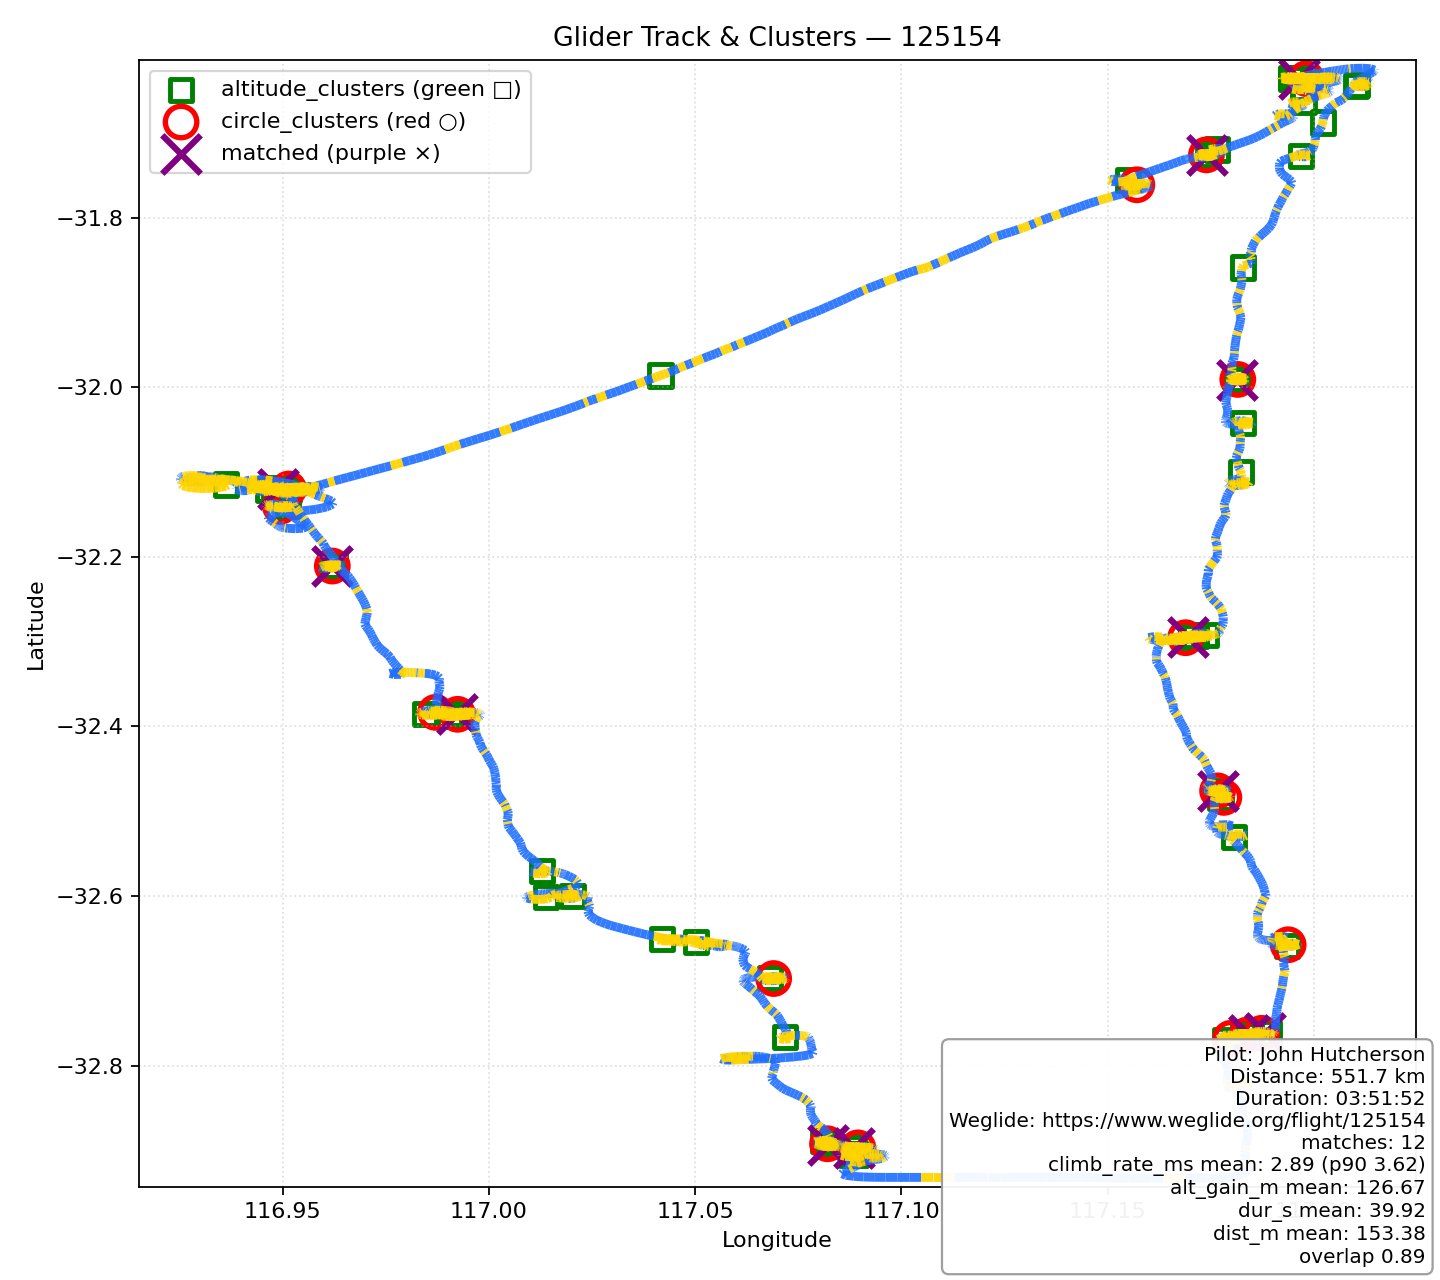 Glider Track & Clusters — 125154
altitude_clusters (green □)
circle_clusters (red ○)
matched (purple ×)
−31.8
−32.0
−32.2
−32.4
−32.6
−32.8
Latitude
116.95
117.00
117.05
117.10
117.15
Longitude
Pilot: John Hutcherson
Distance: 551.7 km
Duration: 03:51:52
Weglide: https://www.weglide.org/flight/125154
matches: 12
climb_rate_ms mean: 2.89 (p90 3.62)
alt_gain_m mean: 126.67
dur_s mean: 39.92
dist_m mean: 153.38
overlap 0.89